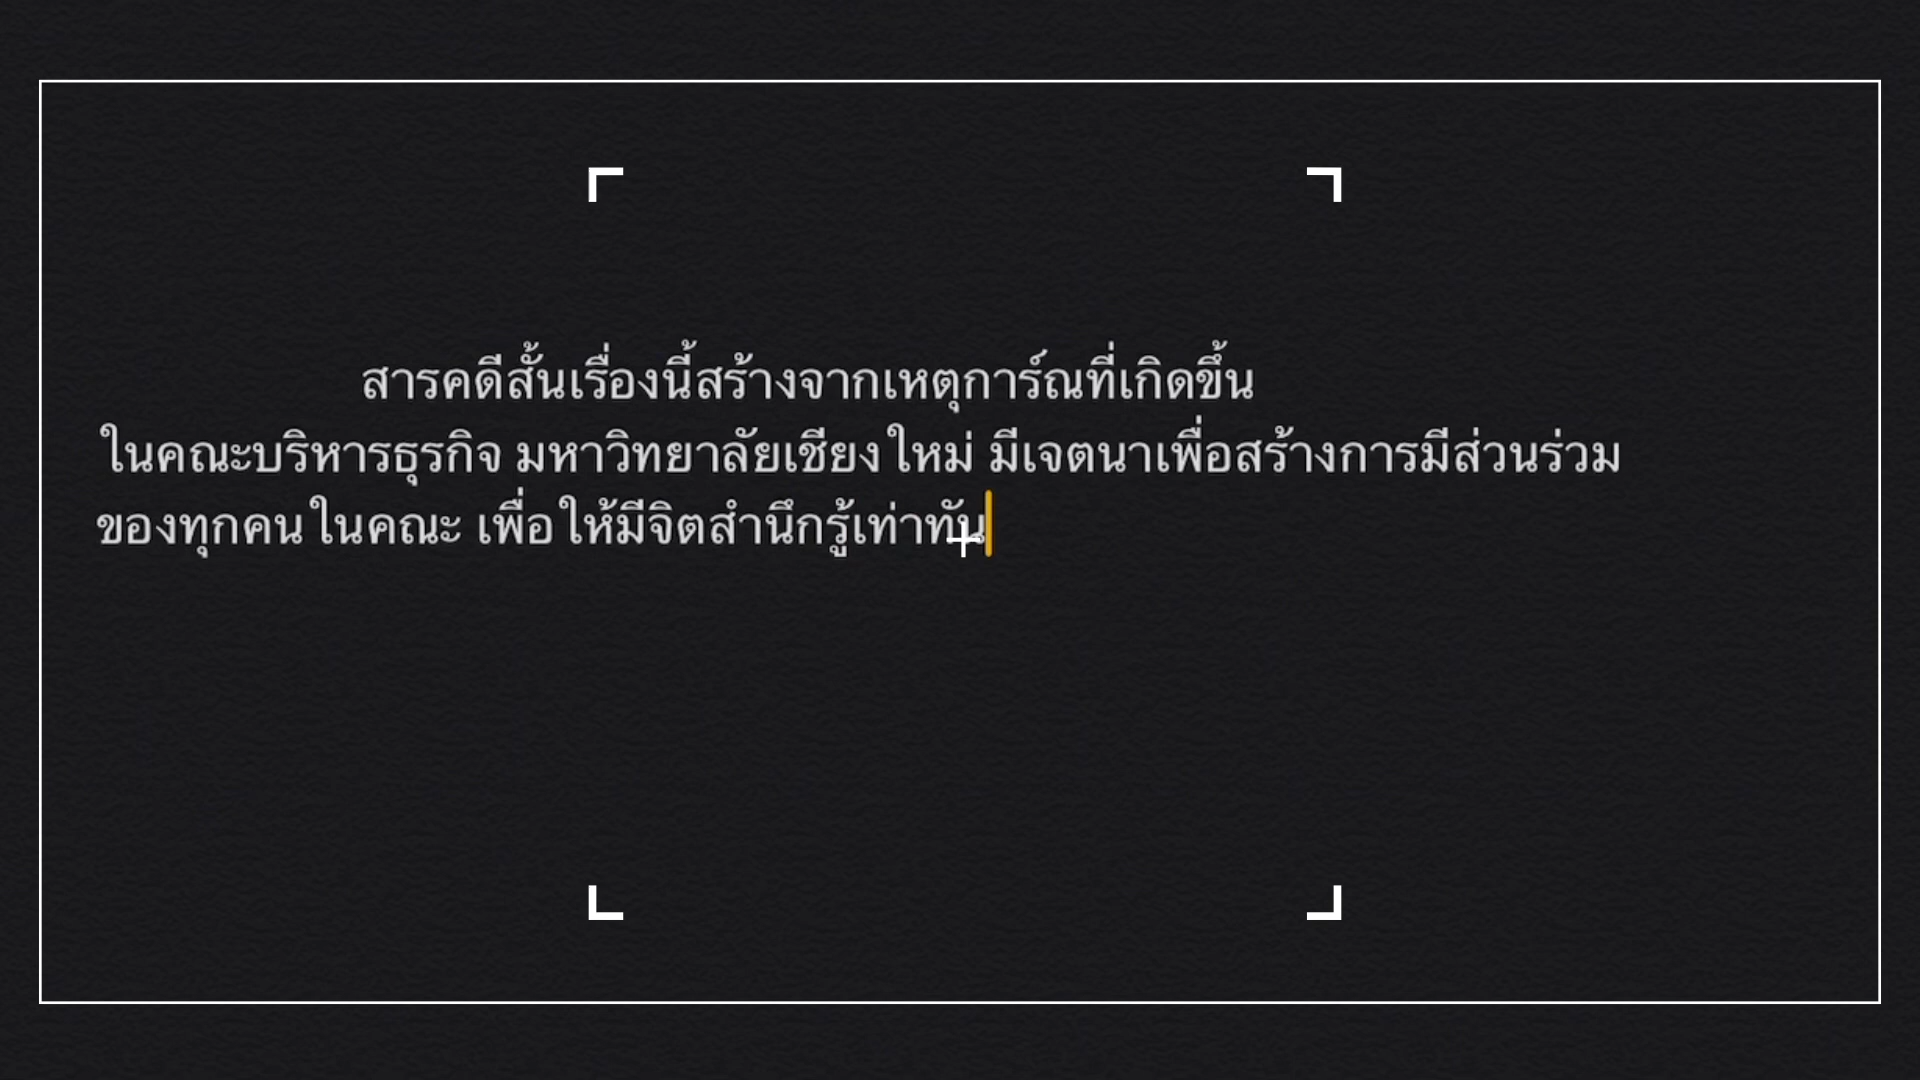 สารคดีสั้นเรื่องนี้สร้างจากเหตุการ์ณที่เกิดขึ้น
ในคณะบริหารธุรกิจ มหาวิทยาลัยเชียงใหม่ มีเจตนาเพื่อสร้างการมีส่วนร่วม
ของทุกคนในคณะ เพื่อให้มีจิตสำนึกรู้เท่าทัน